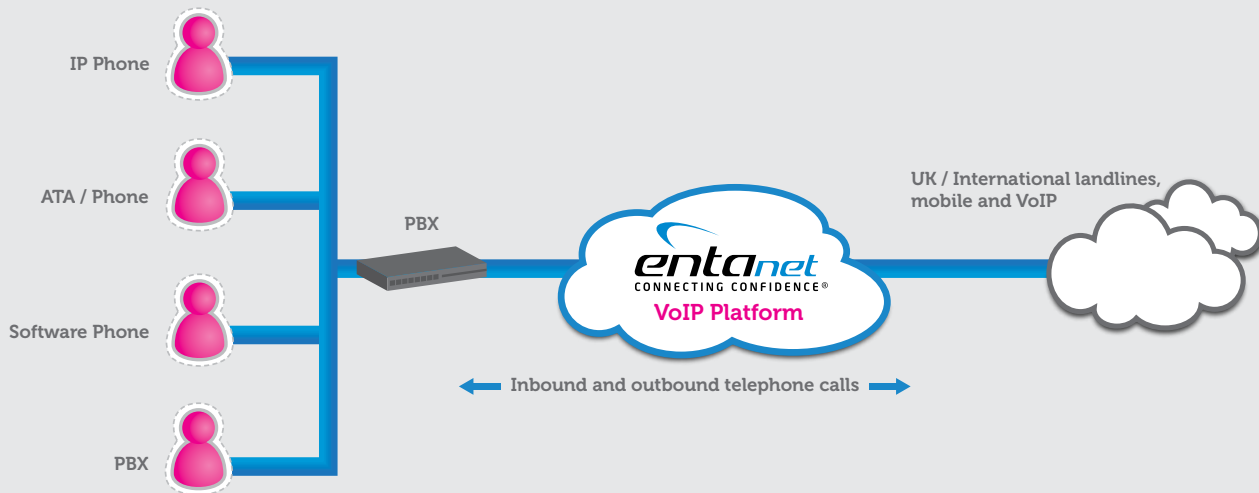 IP Phone
ATA / Phone
Software Phone
PBX
PBX
entanet
CONNECTING CONFIDENCE®
VoIP Platform
Inbound and outbound telephone calls
UK / International landlines,
mobile and VoIP